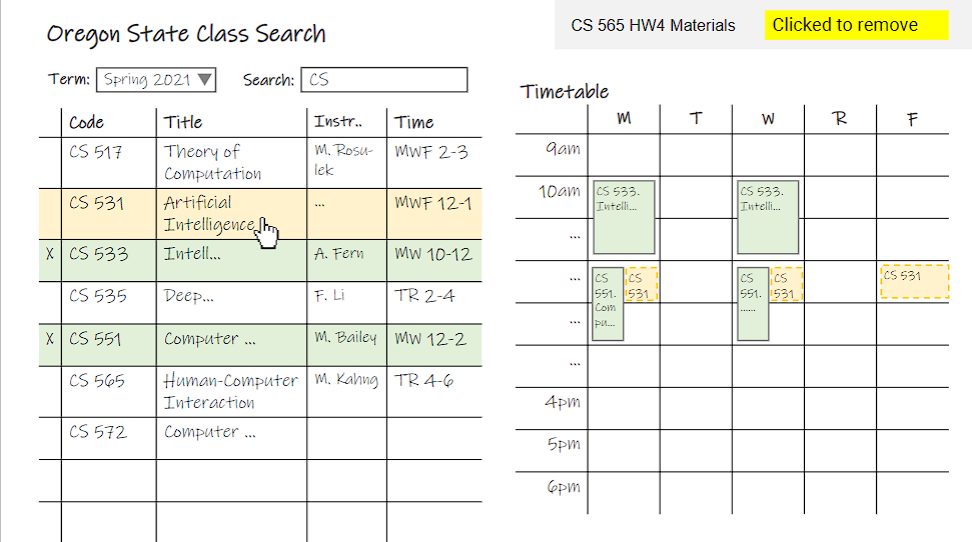 CS 565 HW4 Materials
Clicked to remove
Oregon State Class Search
Term: Spring 2021 Search: CS
Code Title Instr.. Time
CS 517 Theory of Computation M. Rosu-lek MWF 2-3
CS 531 Artificial Intelligence ... MWF 12-1
X CS 533 Intell... A. Fern MW 10-12
CS 535 Deep... F. Li TR 2-4
X CS 551 Computer ... M. Bailey MW 12-2
CS 565 Human-Computer Interaction M. Kahng TR 4-6
CS 572 Computer ...
Timetable
M T W R F
9am
10am
CS 533. Intelli...
CS 533. Intelli...
...
...
CS 551. Com pu...
CS 531
CS 551. ......
CS 531
CS 531
...
...
4pm
5pm
6pm